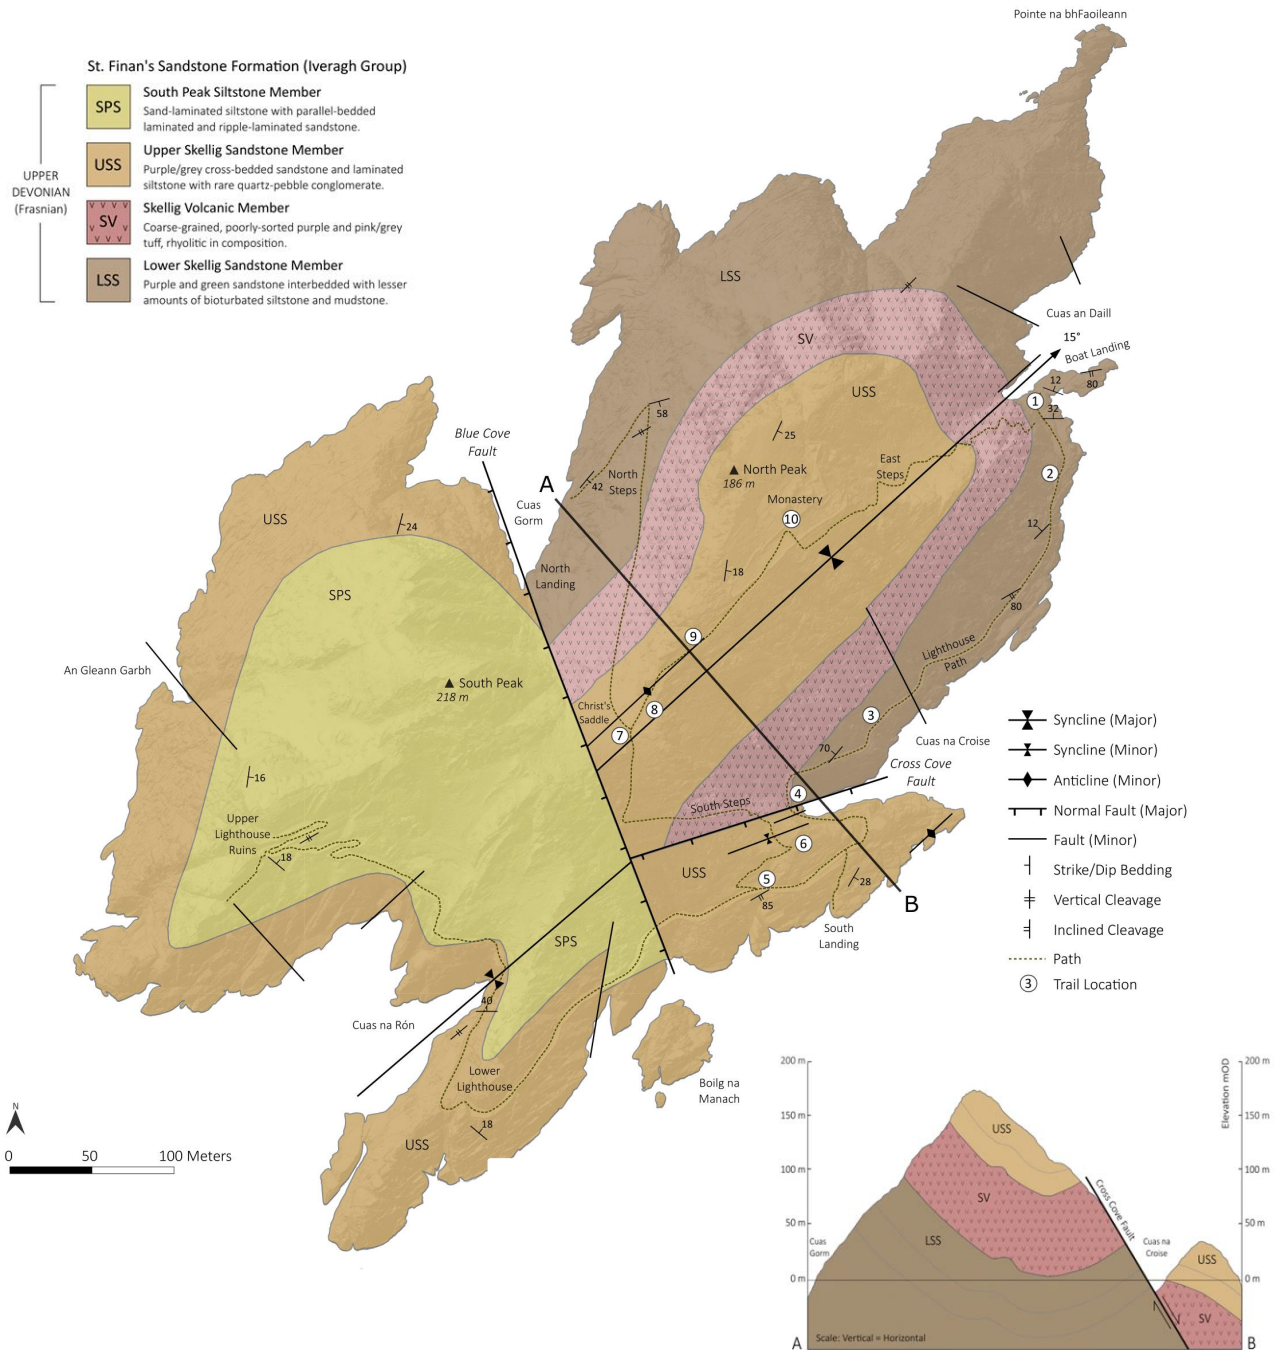 Pointe na bhFaoileann
St. Finan's Sandstone Formation (Iveragh Group)
UPPER
DEVONIAN
(Frasnian)
SPS
South Peak Siltstone Member
Sand-laminated siltstone with parallel-bedded
laminated and ripple-laminated sandstone.
USS
Upper Skellig Sandstone Member
Purple/grey cross-bedded sandstone and laminated
siltstone with rare quartz-pebble conglomerate.
SV
Skellig Volcanic Member
Coarse-grained, poorly-sorted purple and pink/grey
tuff, rhyolitic in composition.
LSS
Lower Skellig Sandstone Member
Purple and green sandstone interbedded with lesser
amounts of bioturbated siltstone and mudstone.
LSS
Cuas an Daill
15°
Boat Landing
SV
12
80
USS
1
32
58
Blue Cove
Fault
25
East
Steps
2
North Peak
186 m
North
Steps
42
A
Monastery
Cuas
Gorm
10
USS
24
12
North
Landing
18
SPS
80
9
Lighthouse
Path
An Gleann Garbh
South Peak
218 m
Christ's
Saddle
8
7
3
Cuas na Croise
70
Cross Cove
Fault
16
4
South Steps
Upper
Lighthouse
Ruins
18
6
USS
5
28
85
B
South
Landing
SPS
40
Cuas na Rón
Lower
Lighthouse
Boilg na
Manach
18
USS
Syncline (Major)
Syncline (Minor)
Anticline (Minor)
Normal Fault (Major)
Fault (Minor)
Strike/Dip Bedding
Vertical Cleavage
Inclined Cleavage
Path
3
Trail Location
N
0
50
100 Meters
200 m
150 m
100 m
50 m
0 m
Elevation mOD
200 m
150 m
100 m
50 m
0 m
USS
SV
LSS
Cross Cove Fault
Cuas
Gorm
Cuas na
Croise
USS
SV
Scale: Vertical = Horizontal
A
B